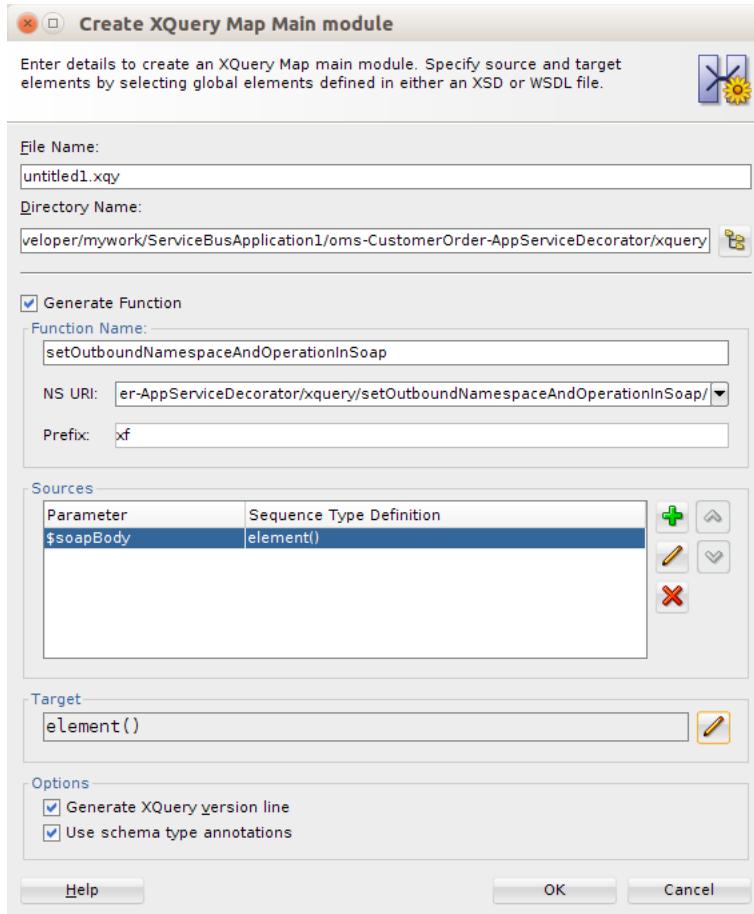 Create XQuery Map Main module
Enter details to create an XQuery Map main module. Specify source and target
elements by selecting global elements defined in either an XSD or WSDL file.
File Name:
untitled1.xqy
Directory Name:
veloper/mywork/ServiceBusApplication1/oms-CustomerOrder-AppServiceDecorator/xquery
Generate Function
Function Name:
setOutboundNamespaceAndOperationInSoap
NS URI: er-AppServiceDecorator/xquery/setOutboundNamespaceAndOperationInSoap/
Prefix: xf
Sources
Parameter Sequence Type Definition
$soapBody element()
Target
element()
Options
Generate XQuery version line
Use schema type annotations
Help OK Cancel